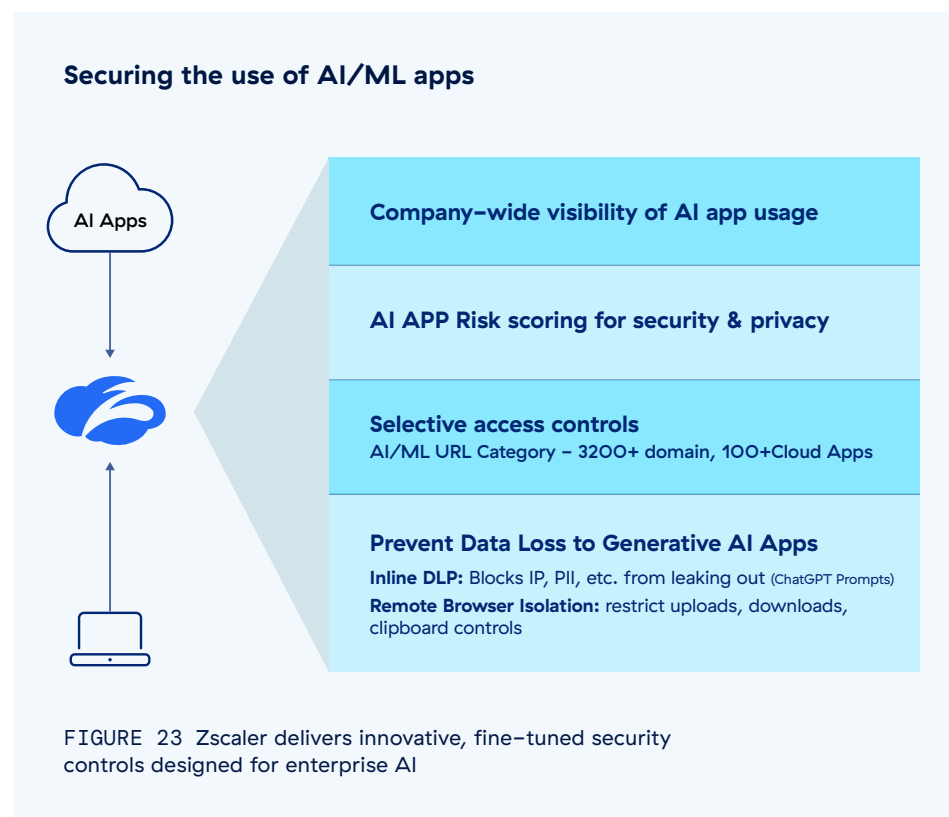 Securing the use of AI/ML apps
AI Apps
Company-wide visibility of AI app usage
AI APP Risk scoring for security & privacy
Selective access controls
AI/ML URL Category - 3200+ domain, 100+Cloud Apps
Prevent Data Loss to Generative AI Apps
Inline DLP: Blocks IP, PII, etc. from leaking out (ChatGPT Prompts)
Remote Browser Isolation: restrict uploads, downloads,
clipboard controls
FIGURE 23 Zscaler delivers innovative, fine-tuned security
controls designed for enterprise AI